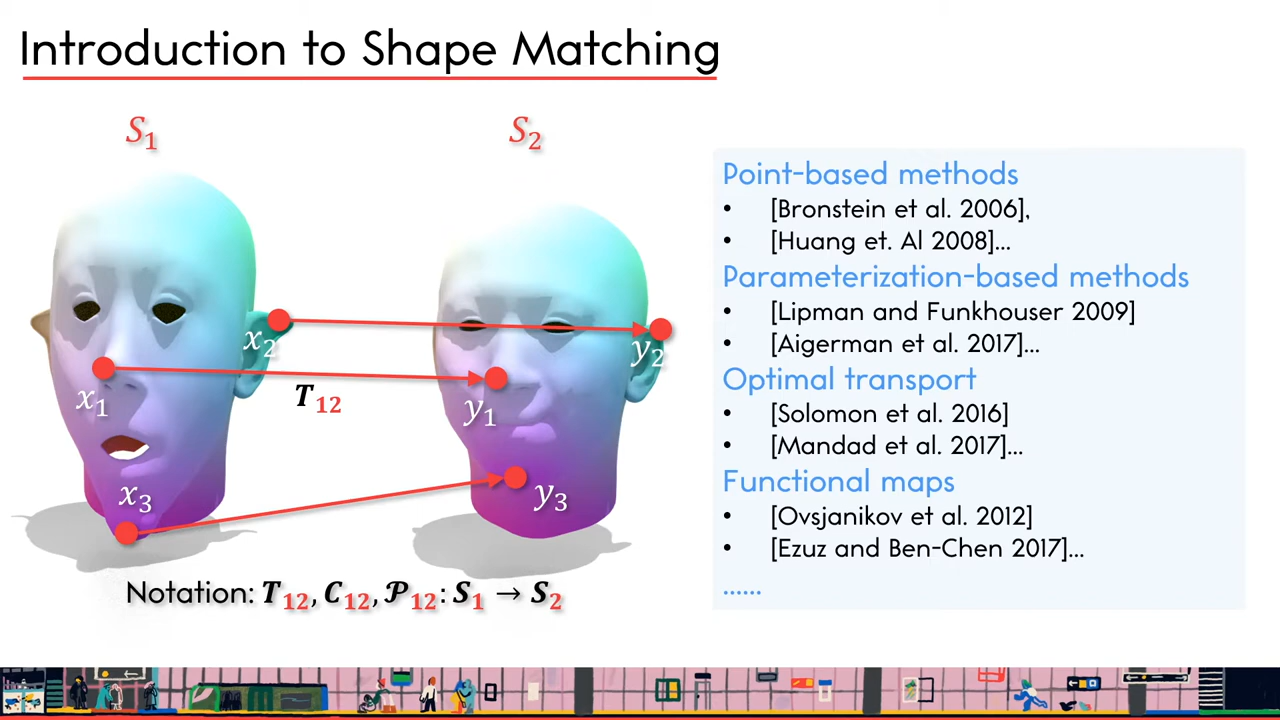 Introduction to Shape Matching
S1
S2
x2
y2
x1
T12
y1
x3
y3
Notation: T12, C12, P12: S1 → S2
Point-based methods
• [Bronstein et al. 2006],
• [Huang et. Al 2008]...
Parameterization-based methods
• [Lipman and Funkhouser 2009]
• [Aigerman et al. 2017]...
Optimal transport
• [Solomon et al. 2016]
• [Mandad et al. 2017]...
Functional maps
• [Ovsjanikov et al. 2012]
• [Ezuz and Ben-Chen 2017]...
......